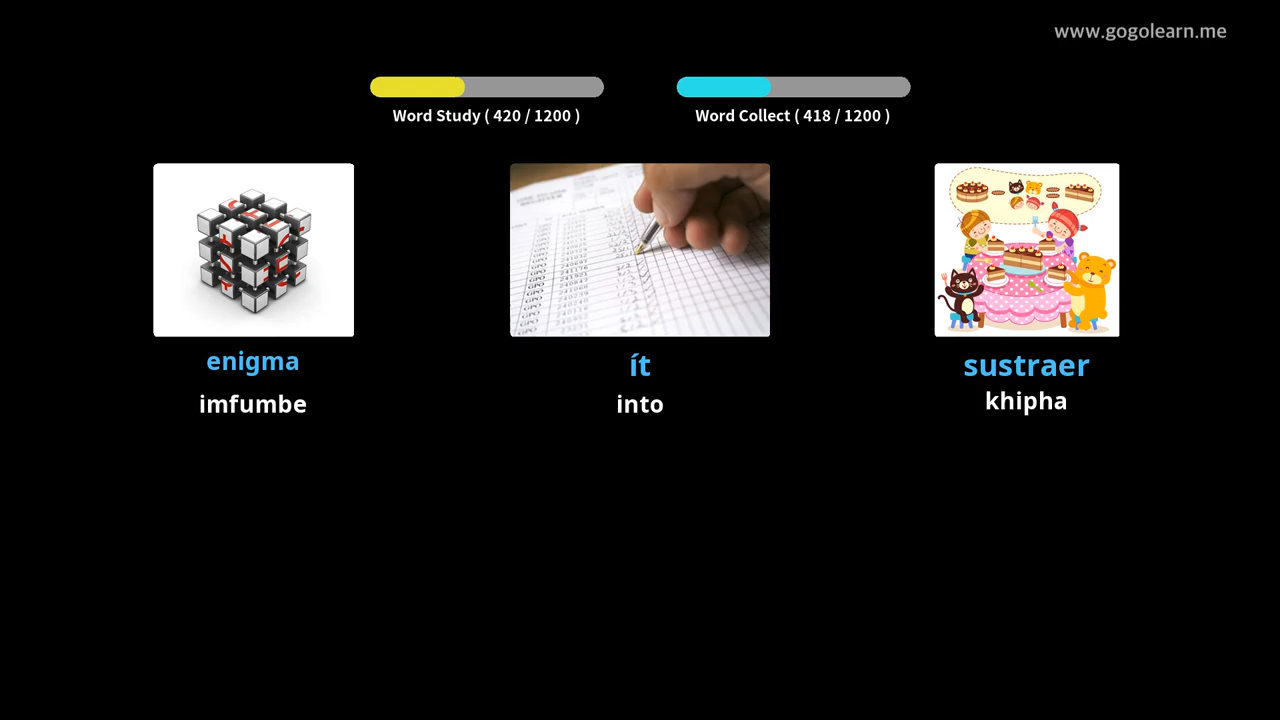 www.gogolearn.me
Word Study ( 420 / 1200 )
Word Collect ( 418 / 1200 )
enigma
imfumbe
ít
into
sustraer
khipha